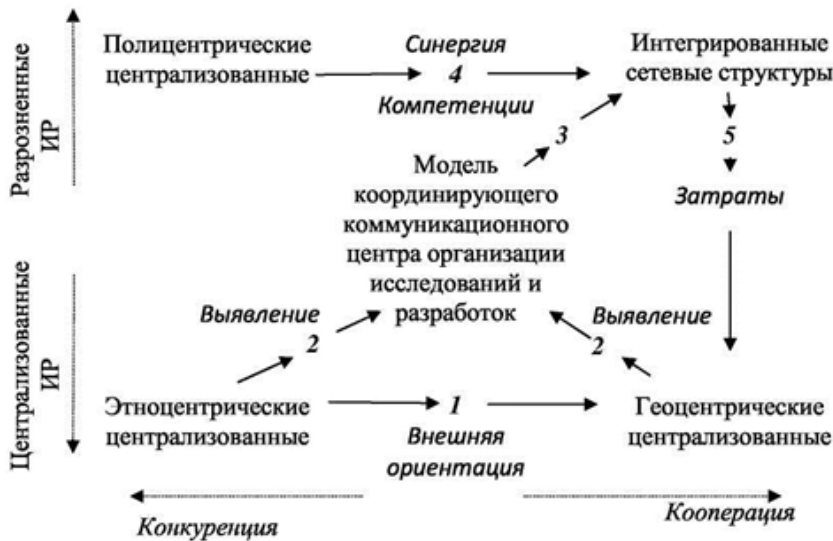 Разрозненные
ИР
Централизованные
ИР
Полицентрические
централизованные
Синергия
4
Компетенции
Интегрированные
сетевые структуры
3
5
Затраты
Модель
координирующего
коммуникационного
центра организации
исследований и
разработок
Выявление
2
Выявление
2
Этноцентрические
централизованные
1
Внешняя
ориентация
Геоцентрические
централизованные
Конкуренция
Кооперация